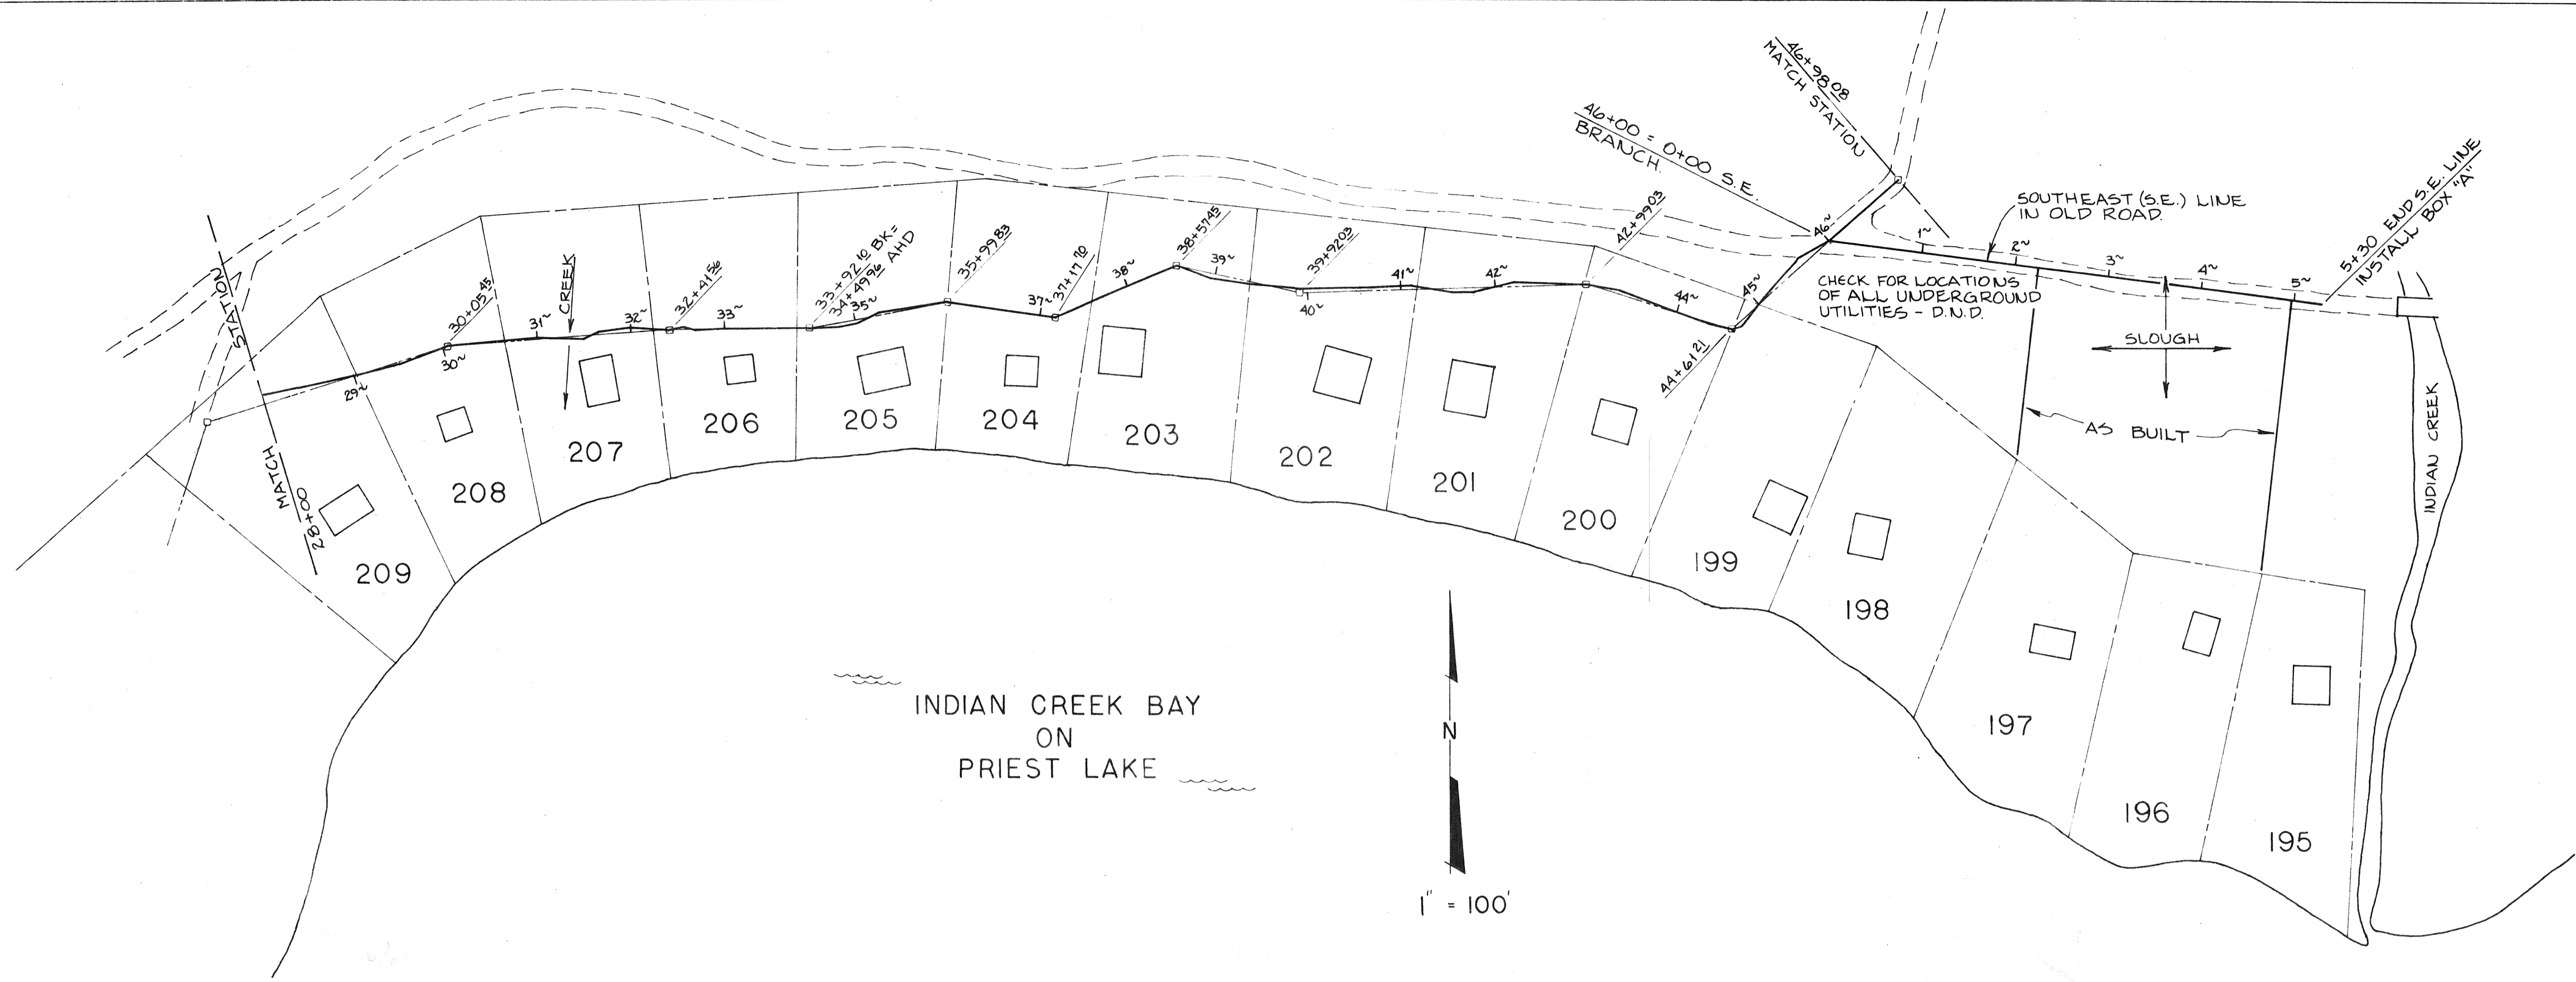 46+98 08
MATCH STATION
46+00 = 0+00 S.E.
BRANCH.
5+30 END S.E. LINE
INSTALL BOX "A"
SOUTHEAST (S.E.) LINE
IN OLD ROAD.
MATCH STATION
28+00
30+05 45
CREEK
32+41 56
33+92 10 BK=
34+49 96 AHD
35+99 83
37+17 70
38+57 45
39+92 03
42+99 03
44+61 21
29~
30~
31~
32~
33~
35~
37~
38~
39~
40~
41~
42~
44~
45~
46~
1~
2~
3~
4~
5~
CHECK FOR LOCATIONS
OF ALL UNDERGROUND
UTILITIES - D.N.D.
SLOUGH
AS BUILT
INDIAN CREEK
209
208
207
206
205
204
203
202
201
200
199
198
197
196
195
INDIAN CREEK BAY
ON
PRIEST LAKE
N
1" = 100'